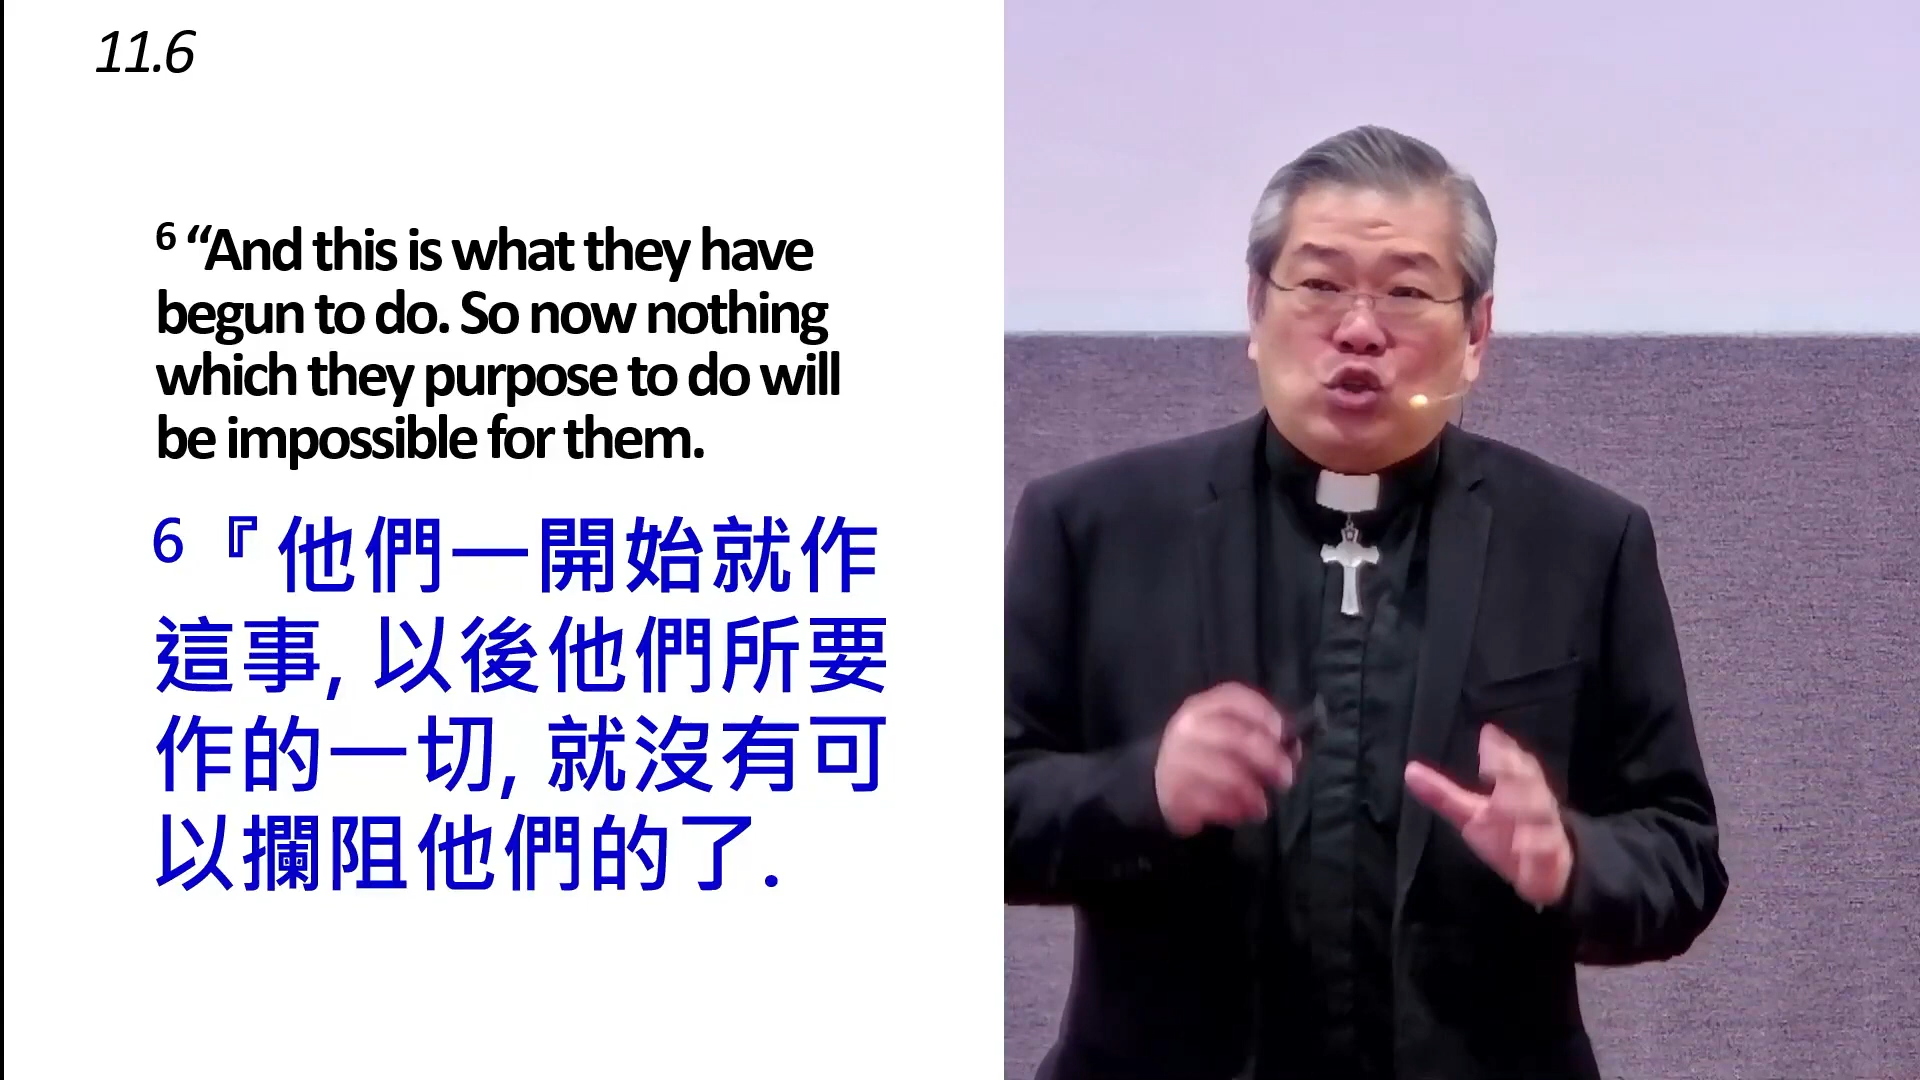 11.6
6 “And this is what they have
begun to do. So now nothing
which they purpose to do will
be impossible for them.
6 『 他們一開始就作
這事, 以後他們所要
作的一切, 就沒有可
以攔阻他們的了.